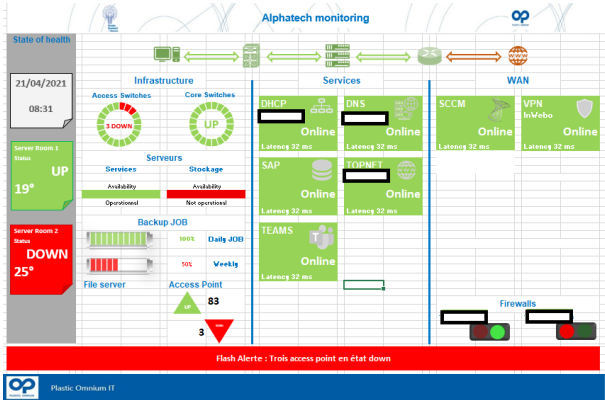 Alphatech monitoring
State of health
21/04/2021
08:31
Server Room 1
Status
UP
19°
Server Room 2
Status
DOWN
25°
Infrastructure
Access Switches
Core Switches
3 DOWN
UP
Serveurs
Services
Stockage
Availability
Availability
Operationnel
Not operationel
Backup JOB
100%
Daily JOB
50%
Weekly
File server
Access Point
UP
83
3
Services
DHCP
Online
Latency 32 ms
DNS
Online
Latency 32 ms
SAP
Online
Latency 32 ms
TOPNET
Online
Latency 32 ms
TEAMS
Online
Latency 32 ms
WAN
SCCM
Online
Latency 32 ms
VPN
InWebo
Online
Latency 32 ms
Firewalls
Flash Alerte : Trois access point en état down
Plastic Omnium IT